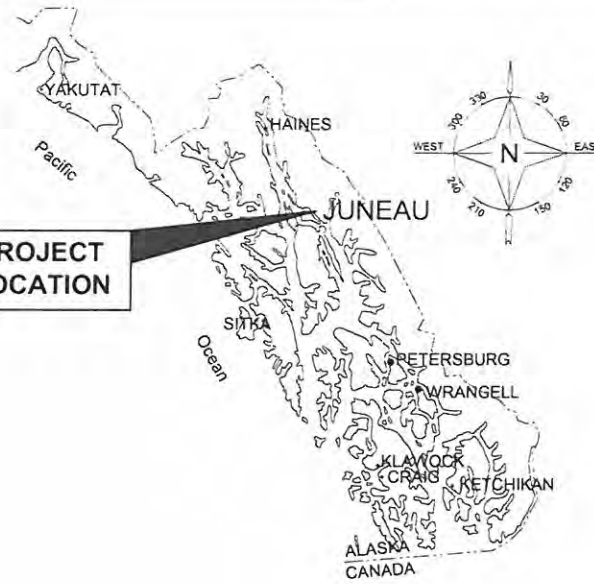 YAKUTAT
HAINES
Pacific
330
30
300
60
WEST
N
EAS
240
120
210
150
JUNEAU
ROJECT
OCATION
SITKA
Ocean
PETERSBURG
WRANGELL
KLAWOCK
CRAIG
KETCHIKAN
ALASKA
CANADA